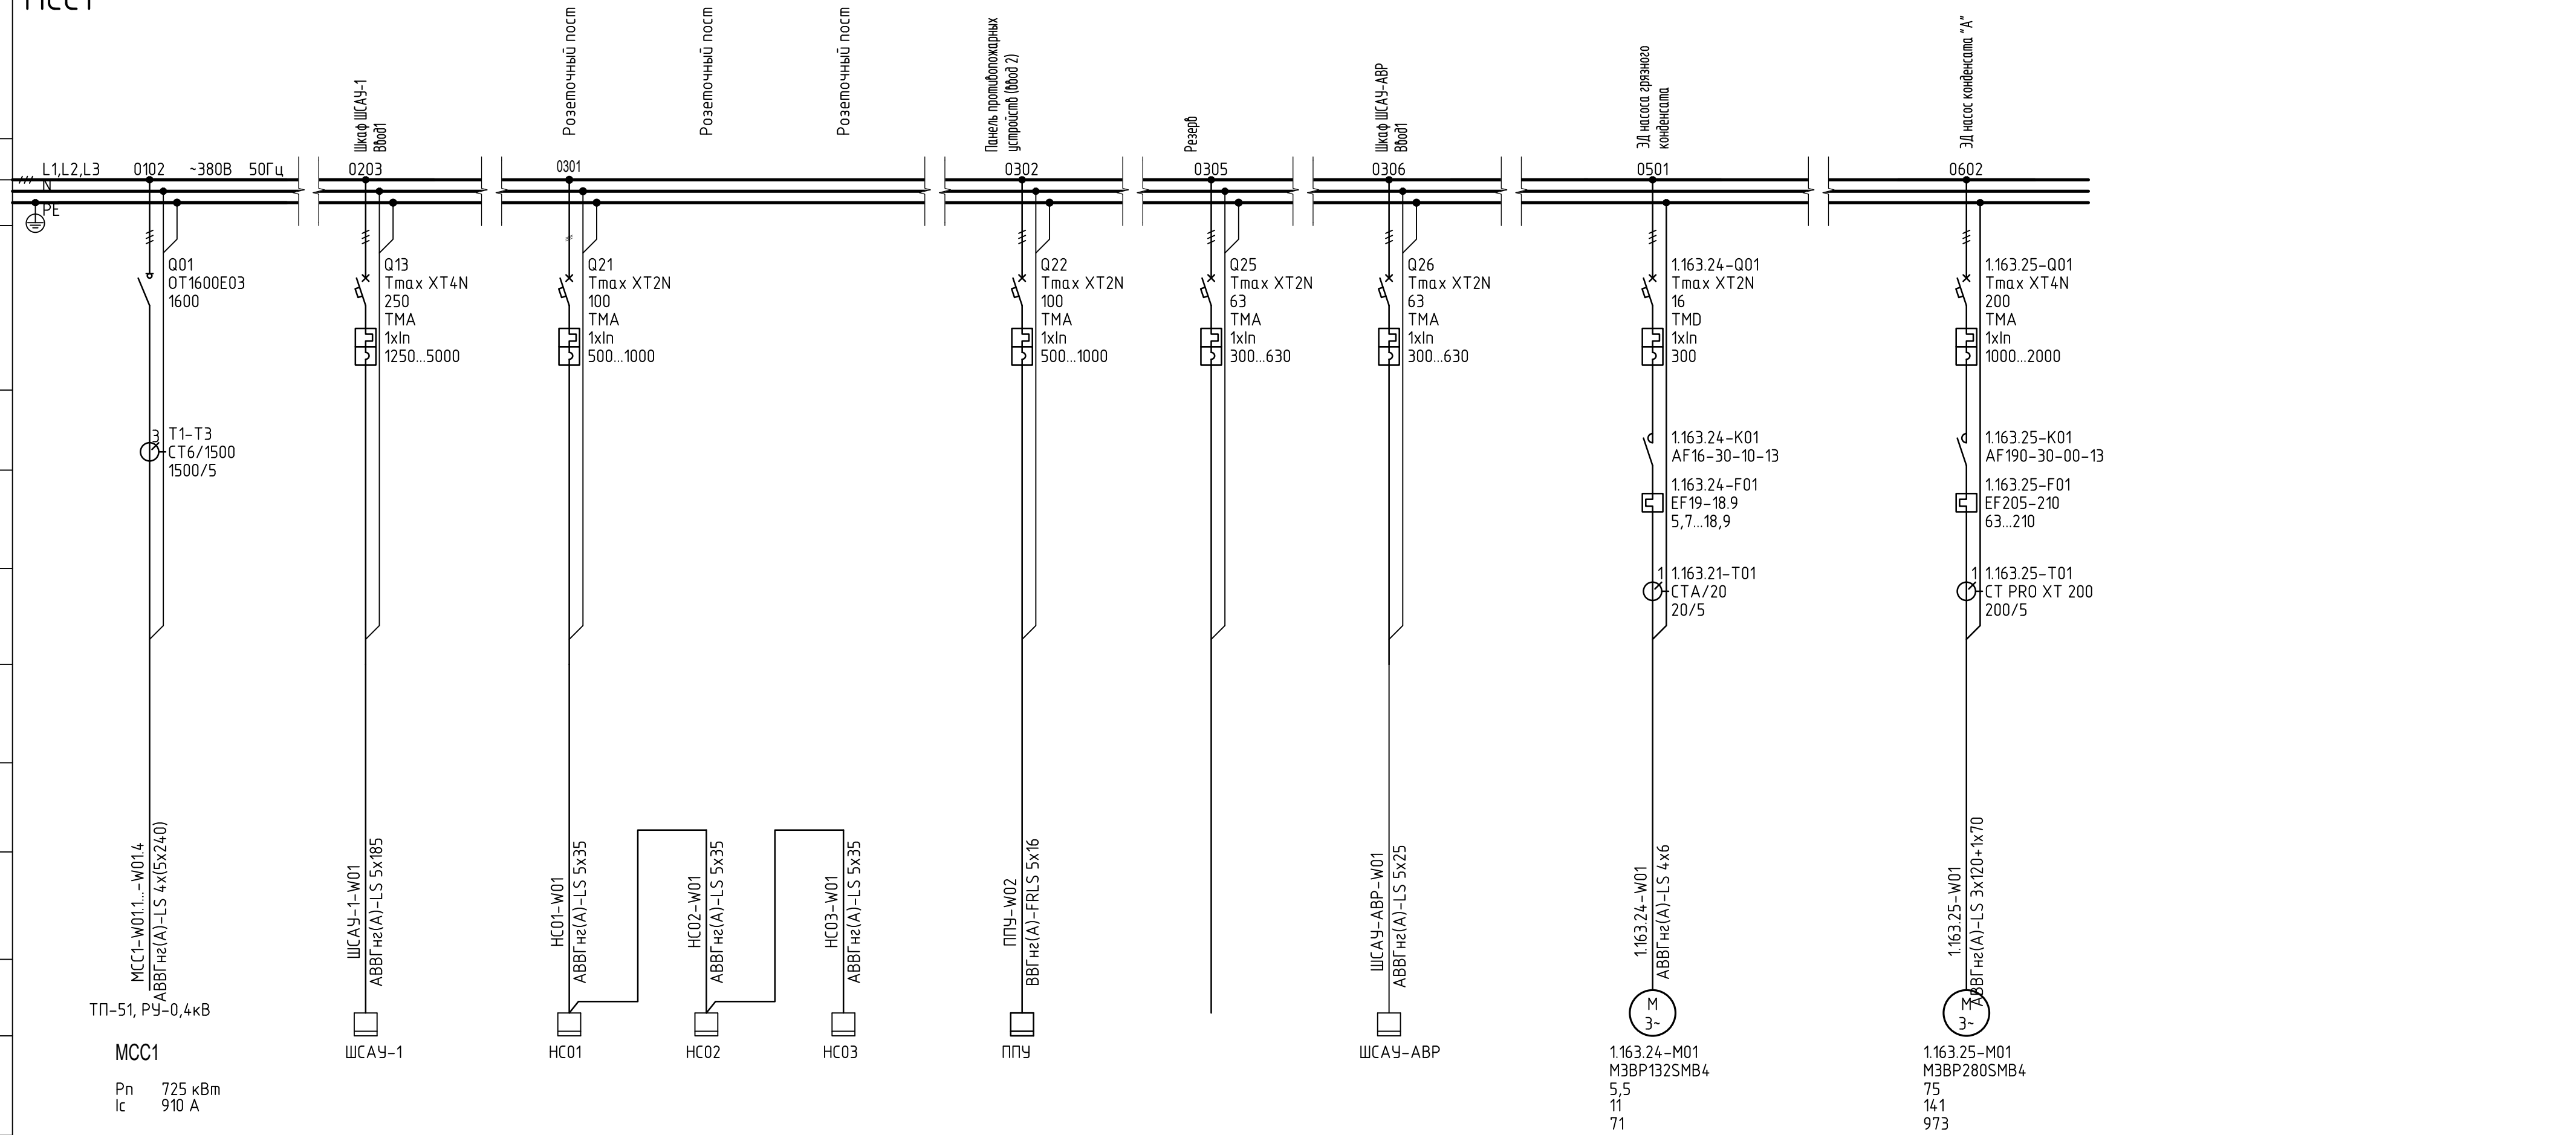 MCC1
Розеточный пост
Розеточный пост
Розеточный пост
Шкаф ШСАУ-1
Ввод1
Панель противопожарных
устройств (ввод 2)
Резерв
Шкаф ШСАУ-АВР
Ввод1
ЭД насоса грязного
конденсата
ЭД насос конденсата "А"
L1,L2,L3
0102
~380В
50Гц
N
PE
0203
0301
0302
0305
0306
0501
0602
Q01
OT1600E03
1600
Q13
Tmax XT4N
250
TMA
1xIn
1250...5000
Q21
Tmax XT2N
100
TMA
1xIn
500...1000
Q22
Tmax XT2N
100
TMA
1xIn
500...1000
Q25
Tmax XT2N
63
TMA
1xIn
300...630
Q26
Tmax XT2N
63
TMA
1xIn
300...630
1.163.24-Q01
Tmax XT2N
16
TMD
1xIn
300
1.163.25-Q01
Tmax XT4N
200
TMA
1xIn
1000...2000
3
T1-T3
CT6/1500
1500/5
1.163.24-K01
AF16-30-10-13
1.163.24-F01
EF19-18.9
5,7...18,9
1
1.163.21-T01
CTA/20
20/5
1.163.25-K01
AF190-30-00-13
1.163.25-F01
EF205-210
63...210
1
1.163.25-T01
CT PRO XT 200
200/5
MCC1-W01.1...-W01.4
АВВГнг(А)-LS 4х(5х240)
ШСАУ-1-W01
АВВГнг(А)-LS 5х185
НС01-W01
АВВГнг(А)-LS 5х35
НС02-W01
АВВГнг(А)-LS 5х35
НС03-W01
АВВГнг(А)-LS 5х35
ППУ-W02
ВВГнг(А)-FRLS 5х16
ШСАУ-АВР-W01
АВВГнг(А)-LS 5х25
1.163.24-W01
АВВГнг(А)-LS 4х6
1.163.25-W01
АВВГнг(А)-LS 3х120+1х70
ТП-51, РУ-0,4кВ
MCC1
Рп 725 кВт
Iс 910 А
ШСАУ-1
НС01
НС02
НС03
ППУ
ШСАУ-АВР
M
3~
1.163.24-M01
M3BP132SMB4
5,5
11
71
M
3~
1.163.25-M01
M3BP280SMB4
75
141
973